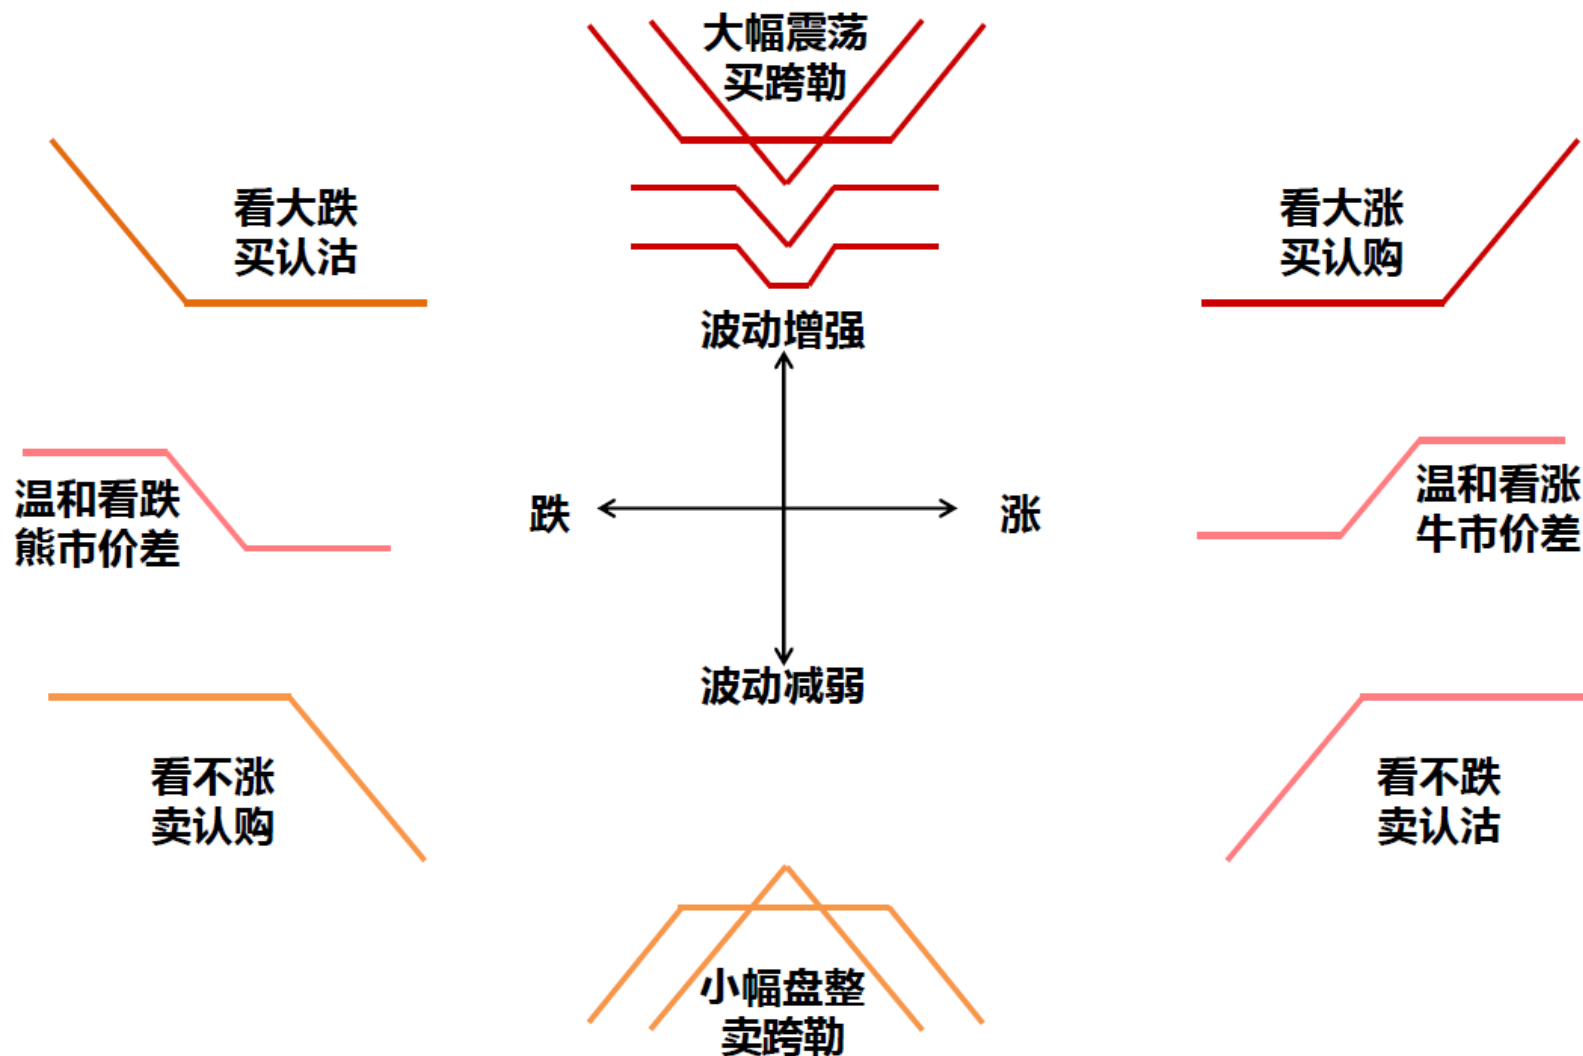 大幅震荡
买跨勒
看大跌
买认沽
看大涨
买认购
波动增强
温和看跌
熊市价差
跌
涨
温和看涨
牛市价差
波动减弱
看不涨
卖认购
看不跌
卖认沽
小幅盘整
卖跨勒